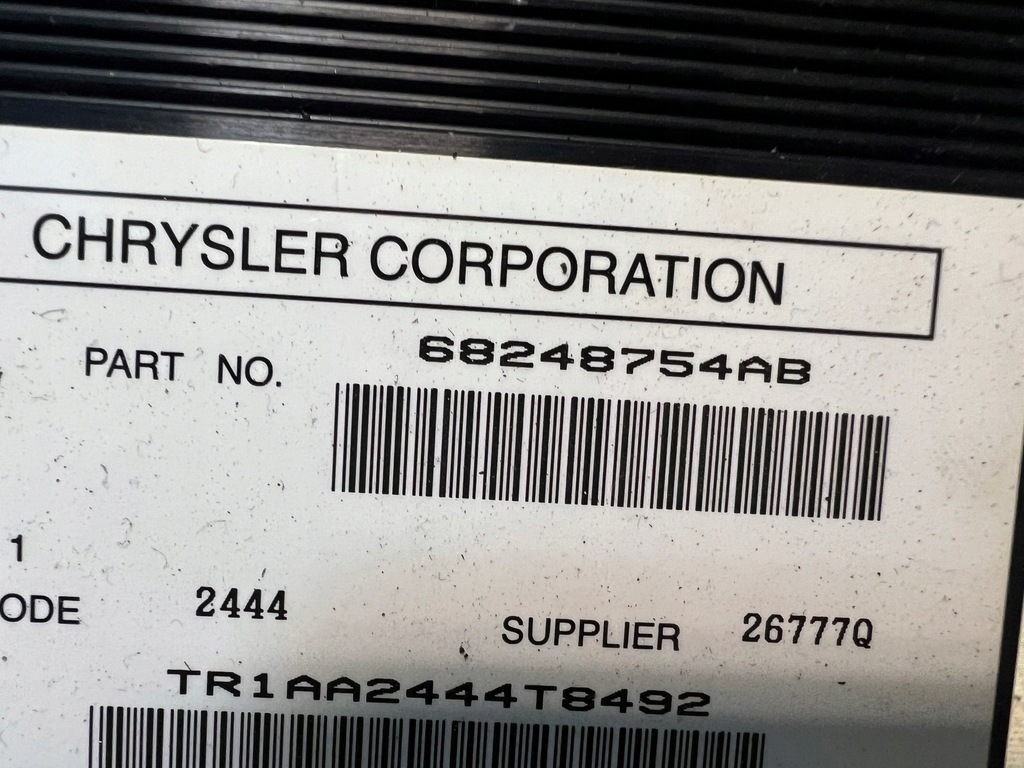 CHRYSLER CORPORATION
PART NO. 68248754AB
1
ODE 2444 SUPPLIER 26777Q
TR1AA2444T8492